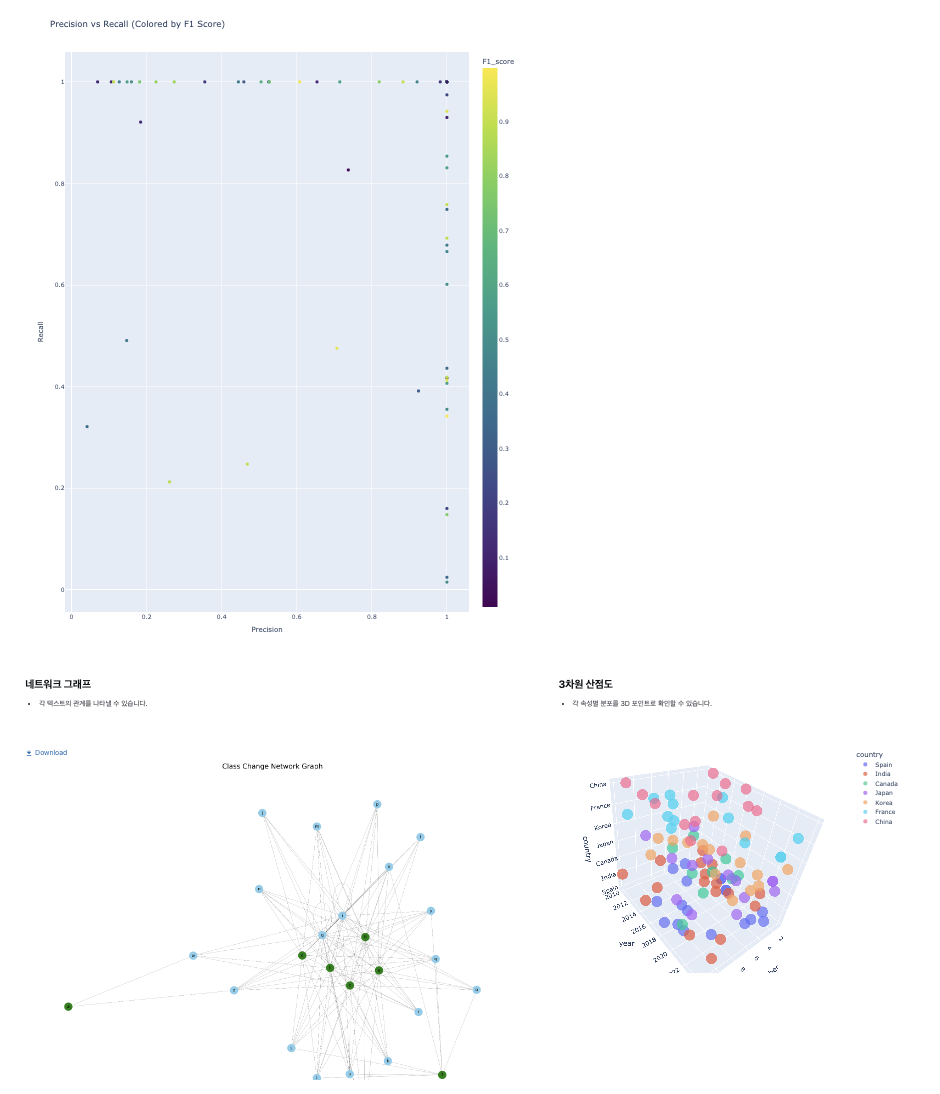 Precision vs Recall (Colored by F1 Score)
F1_score
1
0.8
0.6
0.4
0.2
0
Recall
0
0.2
0.4
0.6
0.8
1
Precision
0.9
0.8
0.7
0.6
0.5
0.4
0.3
0.2
0.1
네트워크 그래프
• 각 텍스트의 관계를 나타낼 수 있습니다.
Download
Class Change Network Graph
3차원 산점도
• 각 속성별 분포를 3D 포인트로 확인할 수 있습니다.
country
Spain
India
Canada
Japan
Korea
France
China
China
France
Korea
Japan
Canada
India
Spain
country
2010
2012
2014
2016
2018
2020
year